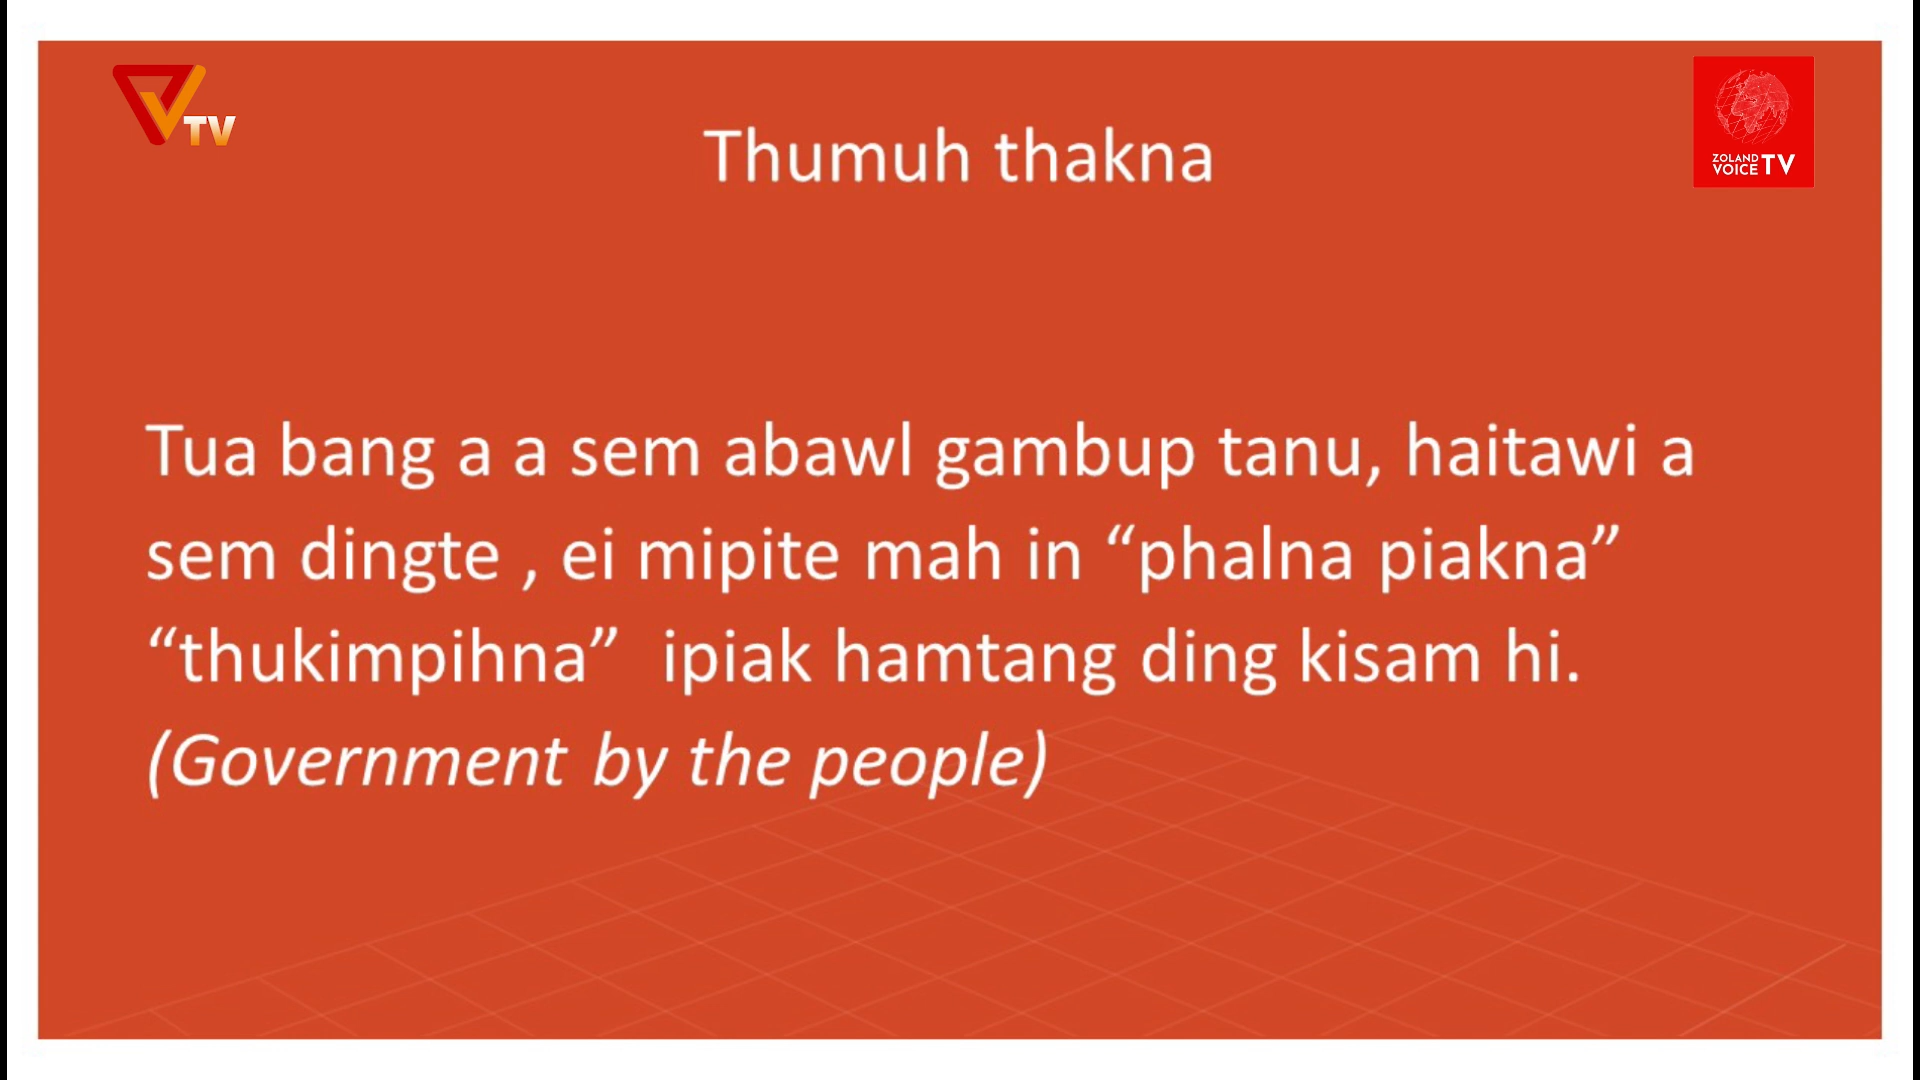 TV
ZOLAND
VOICE TV
Thumuh thakna
Tua bang a a sem abawl gambup tanu, haitawi a
sem dingte , ei mipite mah in “phalna piakna”
“thukimpihna”  ipiak hamtang ding kisam hi.
(Government by the people)